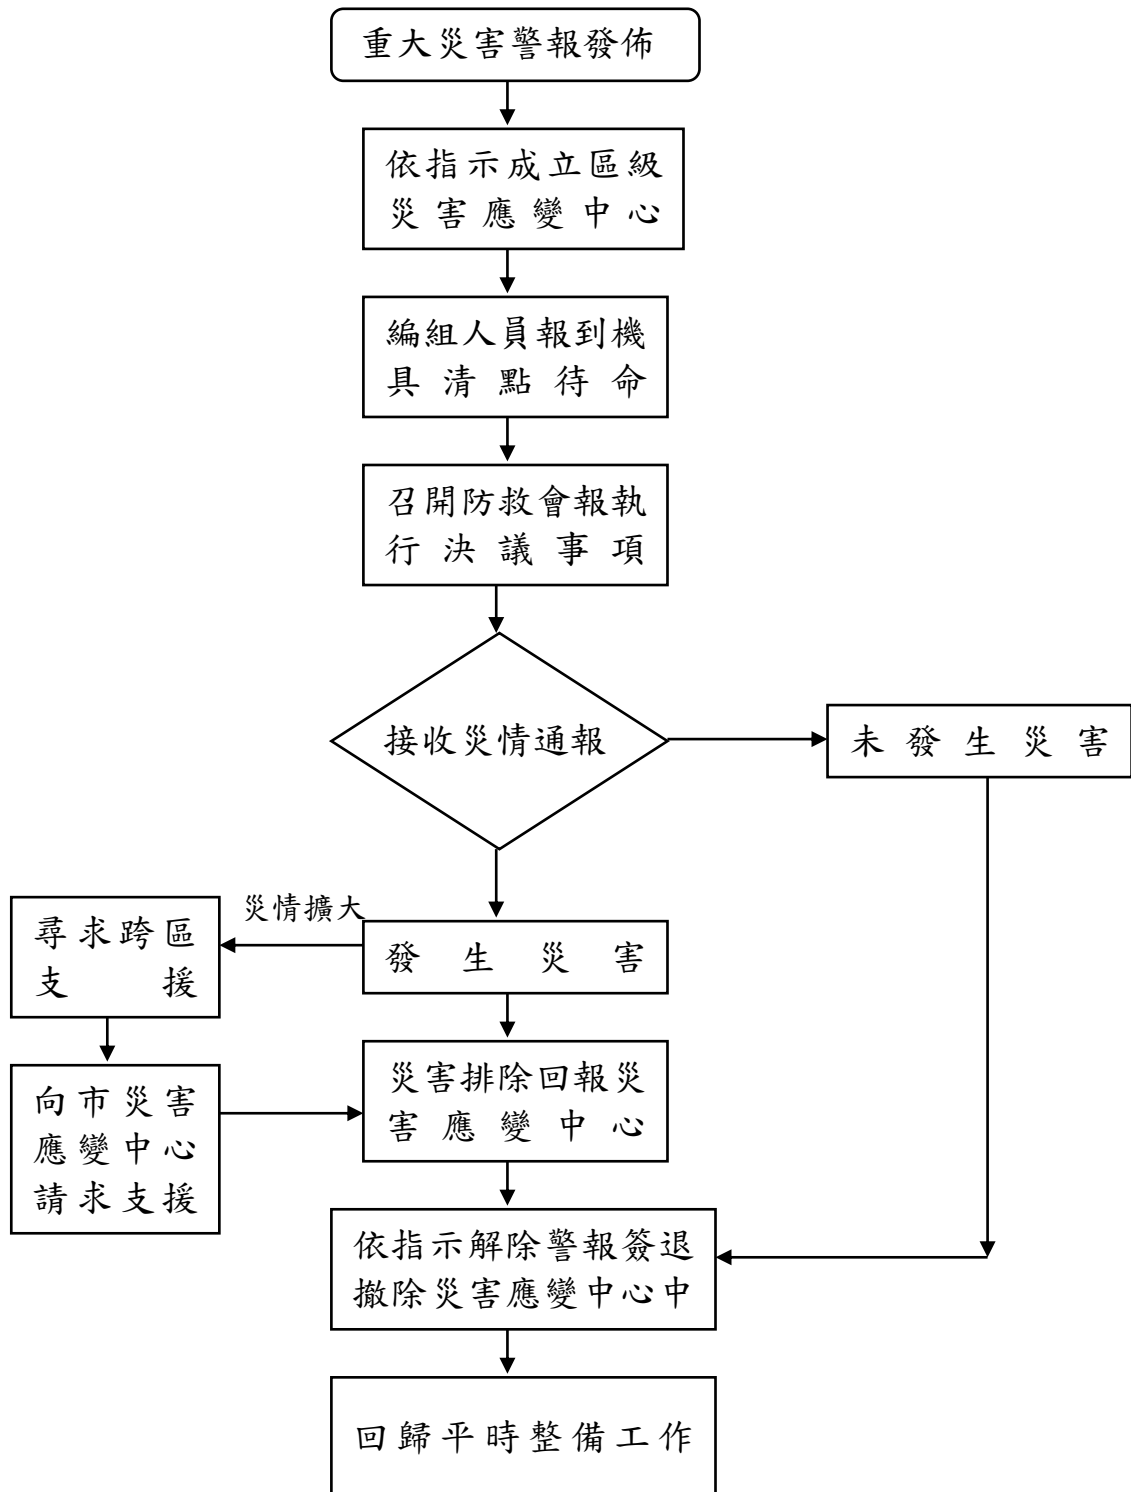 重大災害警報發佈
依指示成立區級
災害應變中心
編組人員報到機
具清點待命
召開防救會報執
行決議事項
接收災情通報
未發生災害
災情擴大
發生災害
尋求跨區
支援
向市災害
應變中心
請求支援
災害排除回報災
害應變中心
依指示解除警報簽退
撤除災害應變中心中
回歸平時整備工作